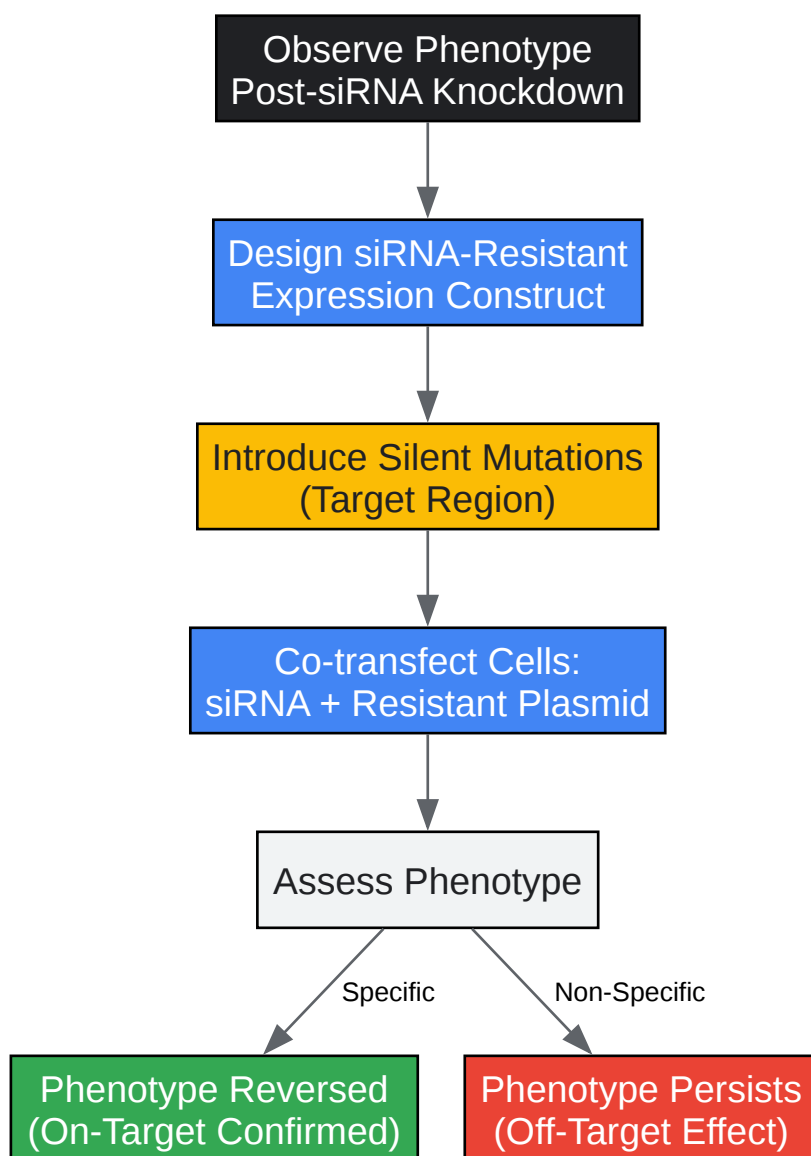 Observe Phenotype
Post-siRNA Knockdown
Design siRNA-Resistant
Expression Construct
Introduce Silent Mutations
(Target Region)
Co-transfect Cells:
siRNA + Resistant Plasmid
Assess Phenotype
Specific
Non-Specific
Phenotype Reversed
(On-Target Confirmed)
Phenotype Persists
(Off-Target Effect)